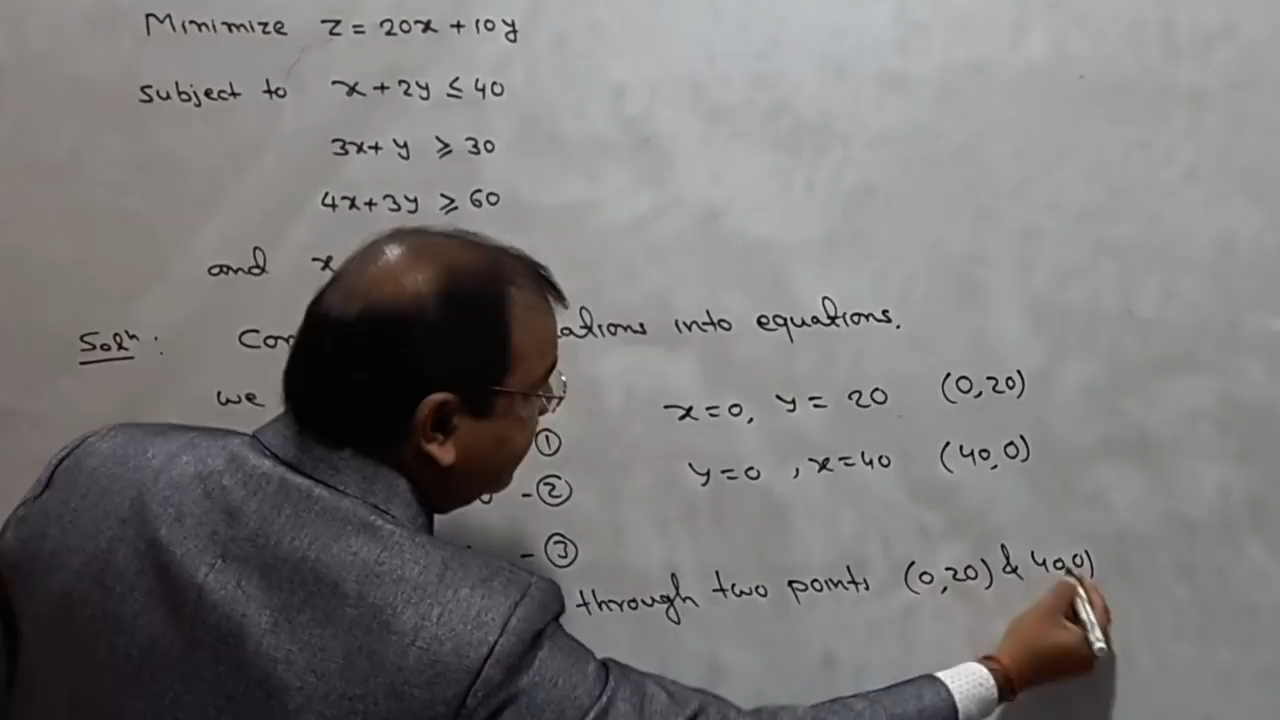 Minimize z = 20x + 10y
Subject to x + 2y ≤ 40
3x + y ≥ 30
4x + 3y ≥ 60
and x
Solⁿ : Con ations into equations.
we x=0, y = 20 (0,20)
①
y=0, x=40 (40,0)
- ②
- ③
through two points (0,20) & 40,0)